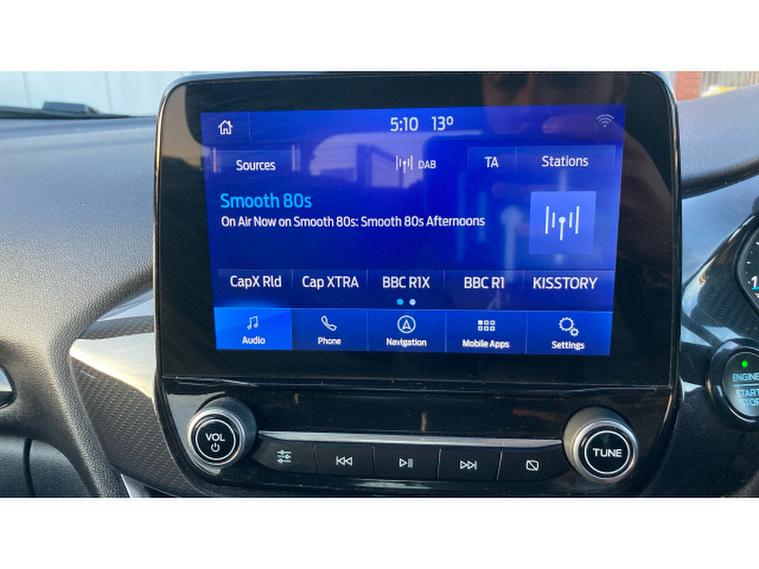 5:10 13°
Sources DAB TA Stations
Smooth 80s
On Air Now on Smooth 80s: Smooth 80s Afternoons
CapX Rld Cap XTRA BBC R1X BBC R1 KISSTORY
Audio Phone Navigation Mobile Apps Settings
VOL TUNE
ENGINE
START
STOP